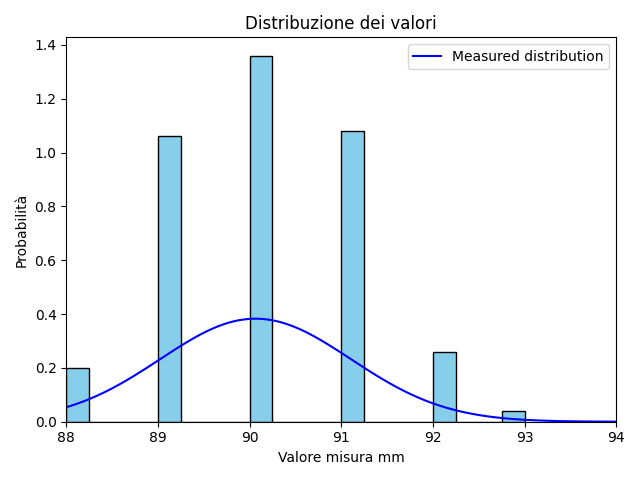 Distribuzione dei valori
Measured distribution
Probabilità
1.4
1.2
1.0
0.8
0.6
0.4
0.2
0.0
88 89 90 91 92 93 94
Valore misura mm